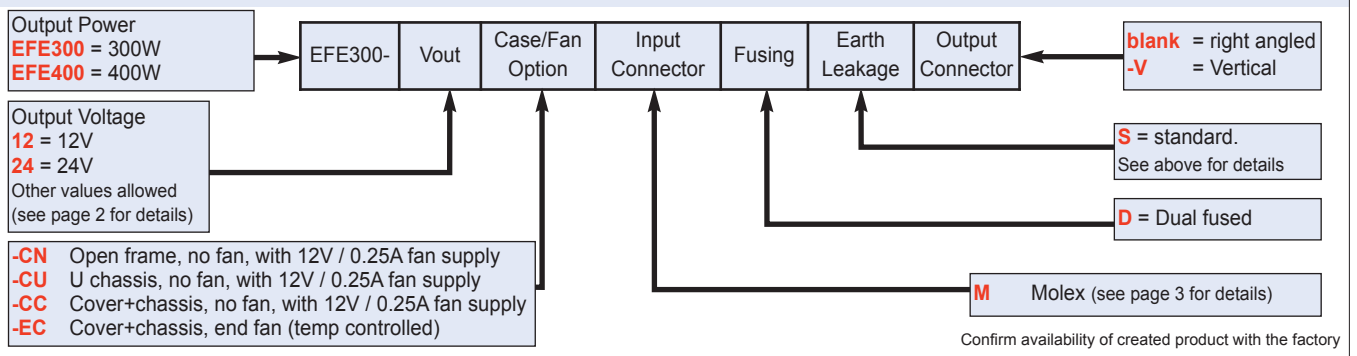 Output Power
EFE300 = 300W
EFE400 = 400W
EFE300-
Vout
Case/Fan
Option
Input
Connector
Fusing
Earth
Leakage
Output
Connector
blank = right angled
-V = Vertical
Output Voltage
12 = 12V
24 = 24V
Other values allowed
(see page 2 for details)
S = standard.
See above for details
D = Dual fused
-CN Open frame, no fan, with 12V / 0.25A fan supply
-CU U chassis, no fan, with 12V / 0.25A fan supply
-CC Cover+chassis, no fan, with 12V / 0.25A fan supply
-EC Cover+chassis, end fan (temp controlled)
M Molex (see page 3 for details)
Confirm availability of created product with the factory